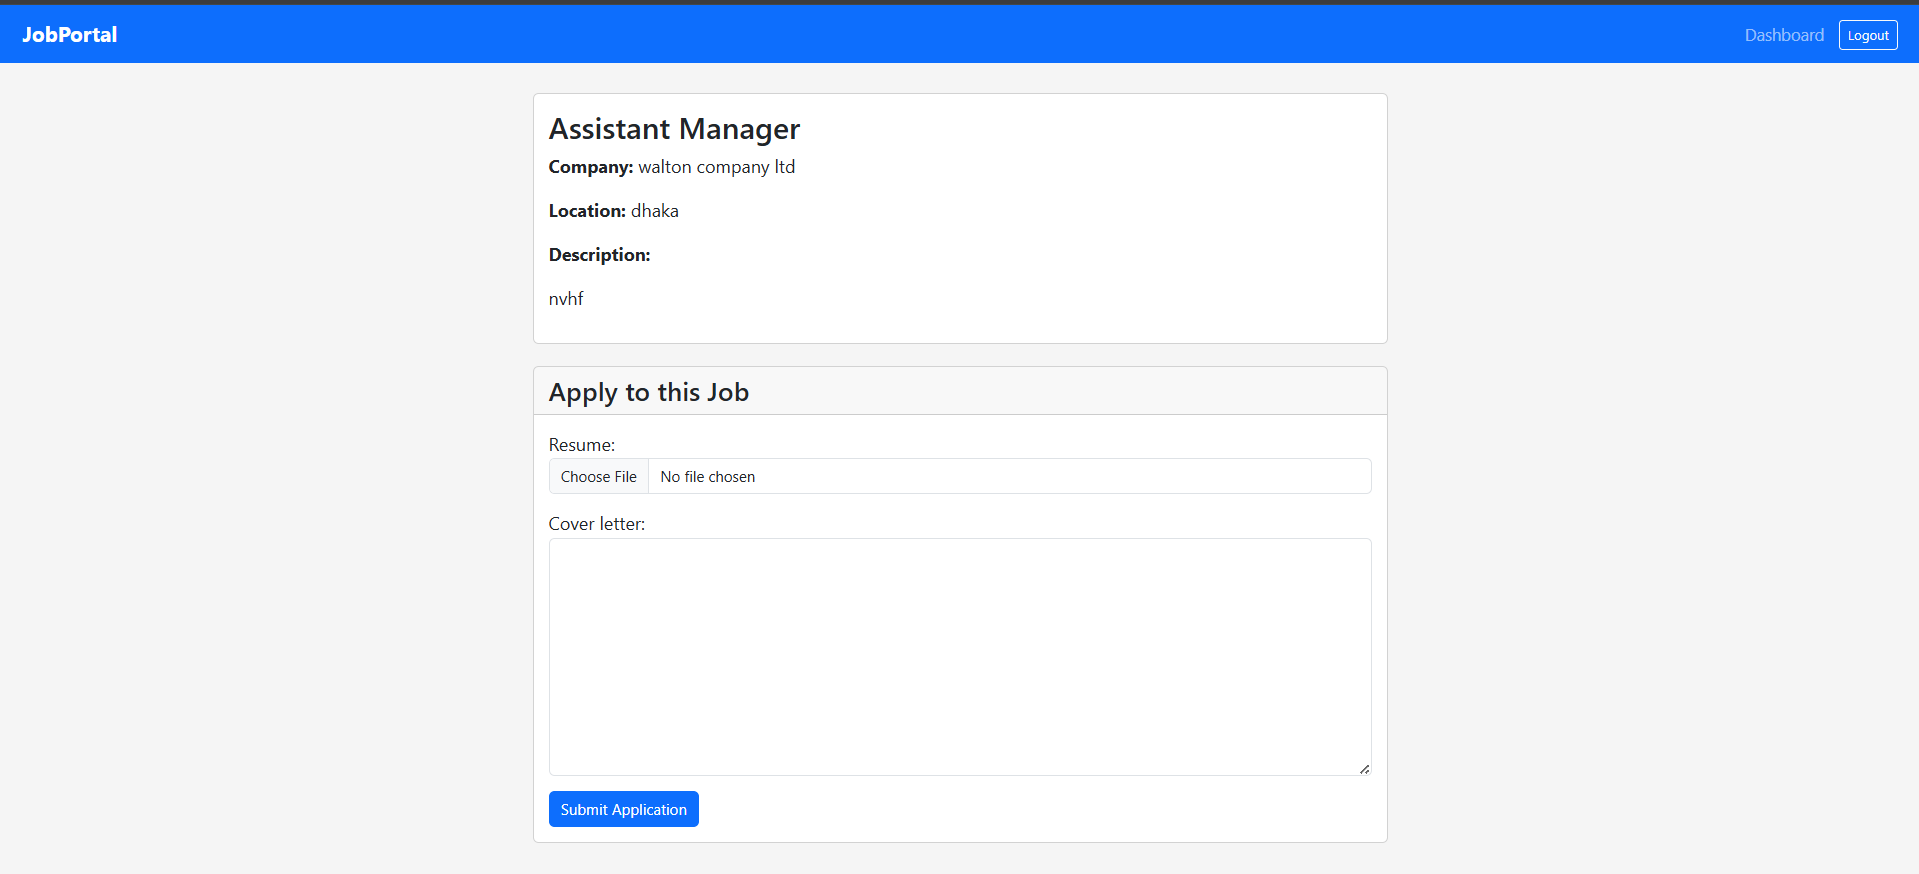 JobPortal
Dashboard
Logout
Assistant Manager
Company: walton company ltd
Location: dhaka
Description:
nvhf
Apply to this Job
Resume:
Choose File No file chosen
Cover letter:
Submit Application